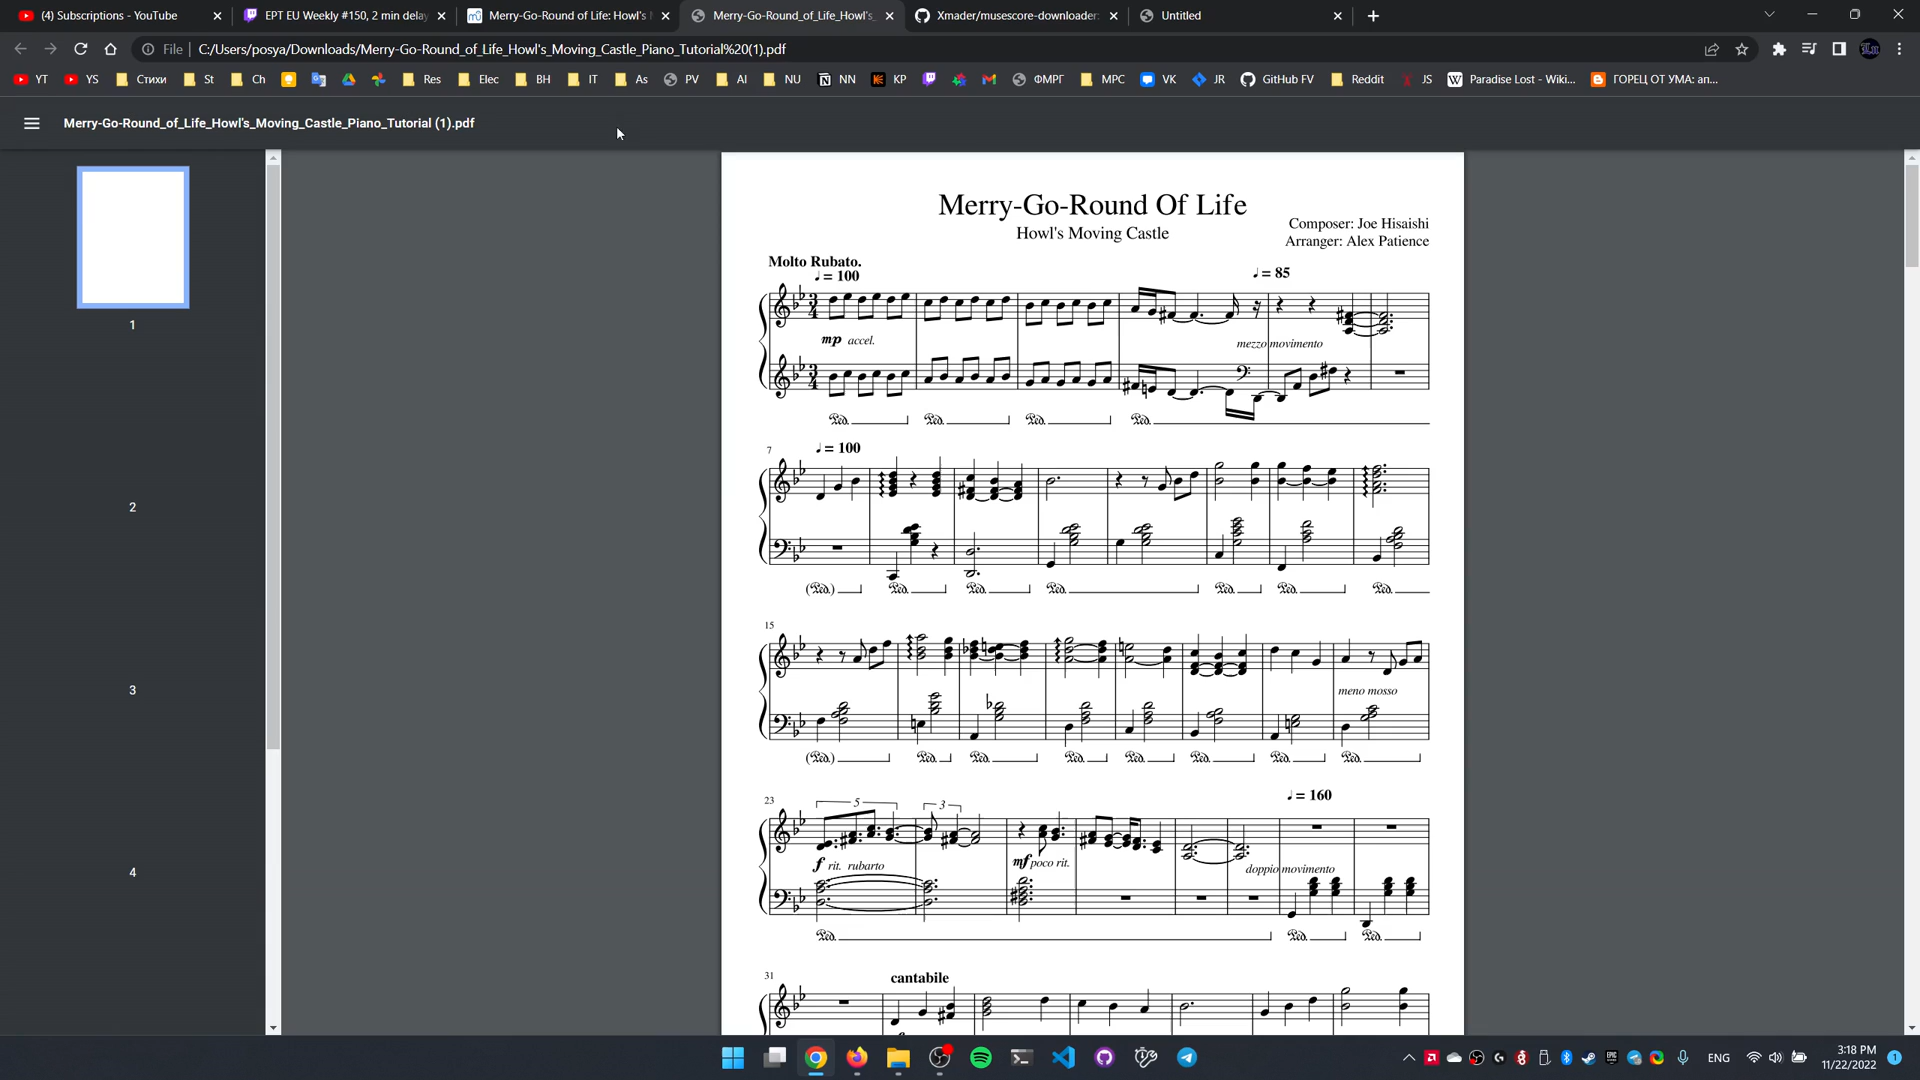 (4) Subscriptions - YouTube
EPT EU Weekly #150, 2 min delay
Merry-Go-Round of Life: Howl's M
Merry-Go-Round_of_Life_Howl's_
Xmader/musescore-downloader:
Untitled
File
C:/Users/posya/Downloads/Merry-Go-Round_of_Life_Howl's_Moving_Castle_Piano_Tutorial%20(1).pdf
YT YS Стихи St Ch Res Elec BH IT As PV AI NU NN KP ФМРГ MPC VK JR GitHub FV Reddit JS Paradise Lost - Wiki... ГОРЕЦ ОТ УМА: ап...
Merry-Go-Round_of_Life_Howl's_Moving_Castle_Piano_Tutorial (1).pdf
1
2
3
4
Merry-Go-Round Of Life
Howl's Moving Castle
Composer: Joe Hisaishi
Arranger: Alex Patience
Molto Rubato.
♩ = 100
♩ = 85
mp accel.
mezzo movimento
7
♩ = 100
15
meno mosso
23
5
3
♩ = 160
f rit. rubarto
mf poco rit.
doppio movimento
31
cantabile
ENG
3:18 PM
11/22/2022
1